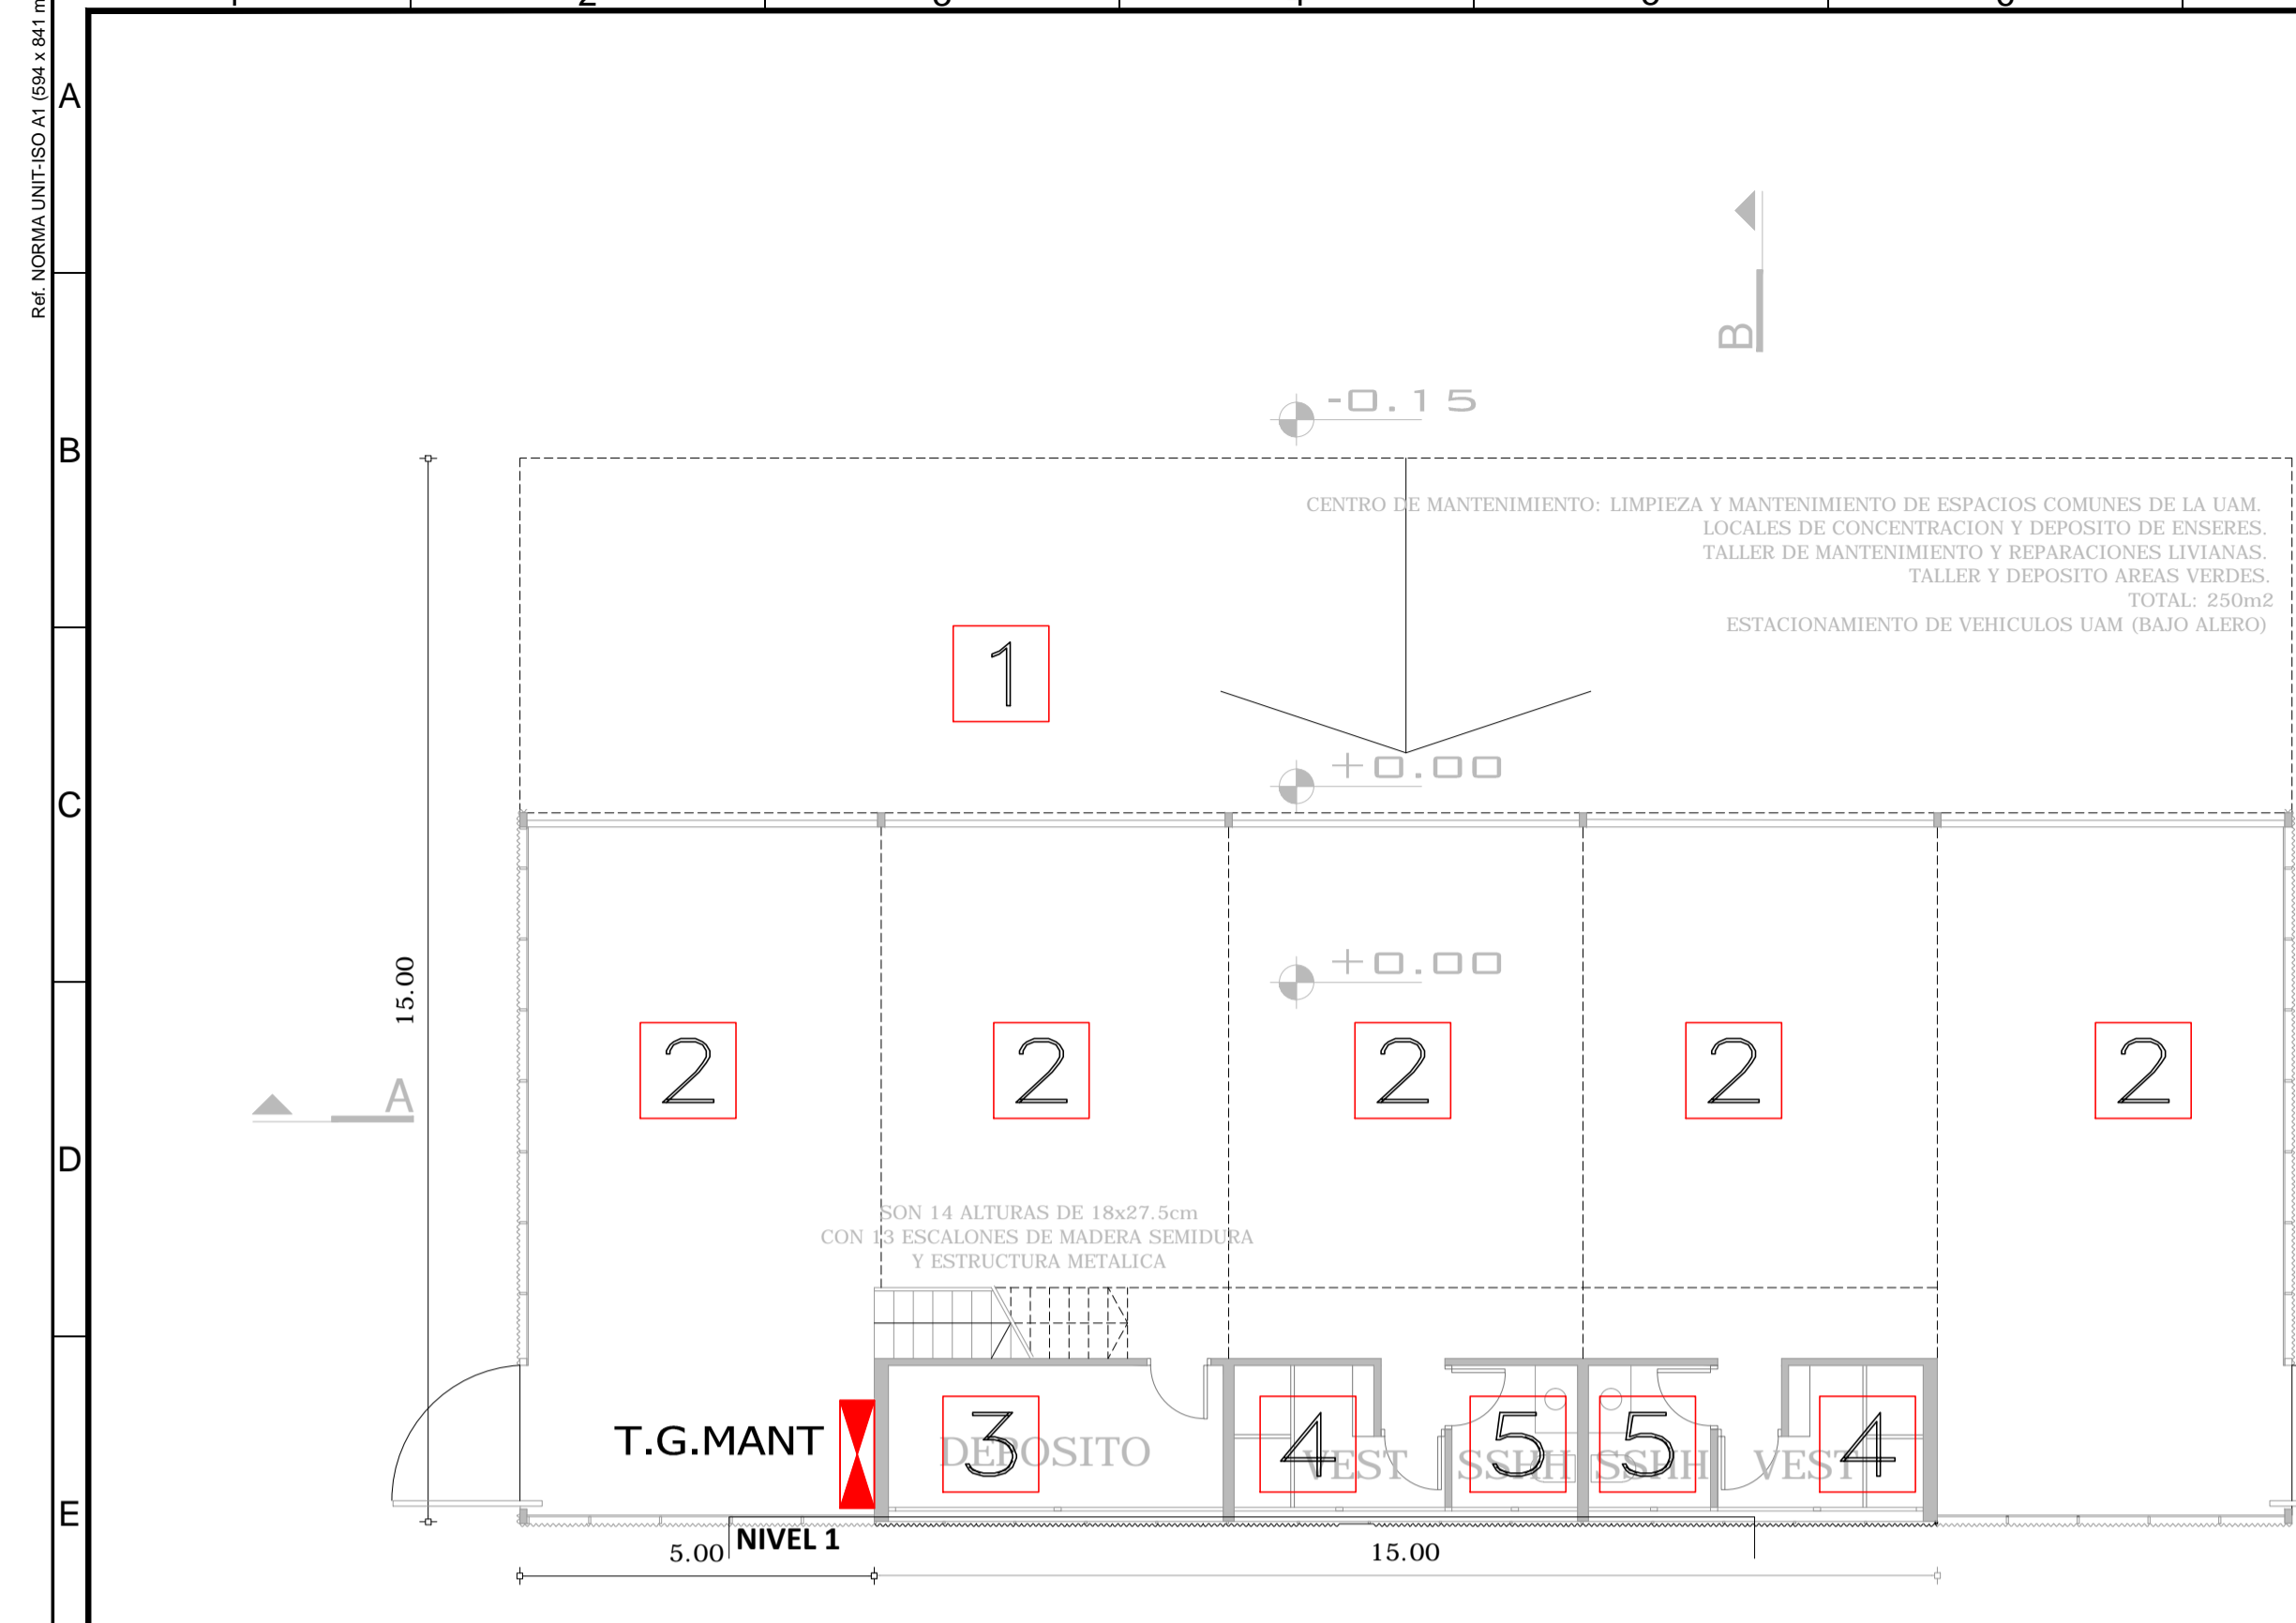 Ref. NORMA UNIT-ISO A1 (594 x 841 m
A
B
-0.15
B
CENTRO DE MANTENIMIENTO: LIMPIEZA Y MANTENIMIENTO DE ESPACIOS COMUNES DE LA UAM.
LOCALES DE CONCENTRACION Y DEPOSITO DE ENSERES.
TALLER DE MANTENIMIENTO Y REPARACIONES LIVIANAS.
TALLER Y DEPOSITO AREAS VERDES.
TOTAL: 250m2
ESTACIONAMIENTO DE VEHICULOS UAM (BAJO ALERO)
1
+0.00
C
+0.00
15.00
2 2 2 2 2
A
D
SON 14 ALTURAS DE 18x27.5cm
CON 13 ESCALONES DE MADERA SEMIDURA
Y ESTRUCTURA METALICA
T.G.MANT
3 4 5 5 4
DEPOSITO VEST SSHH SSHH VEST
E
NIVEL 1
5.00 15.00